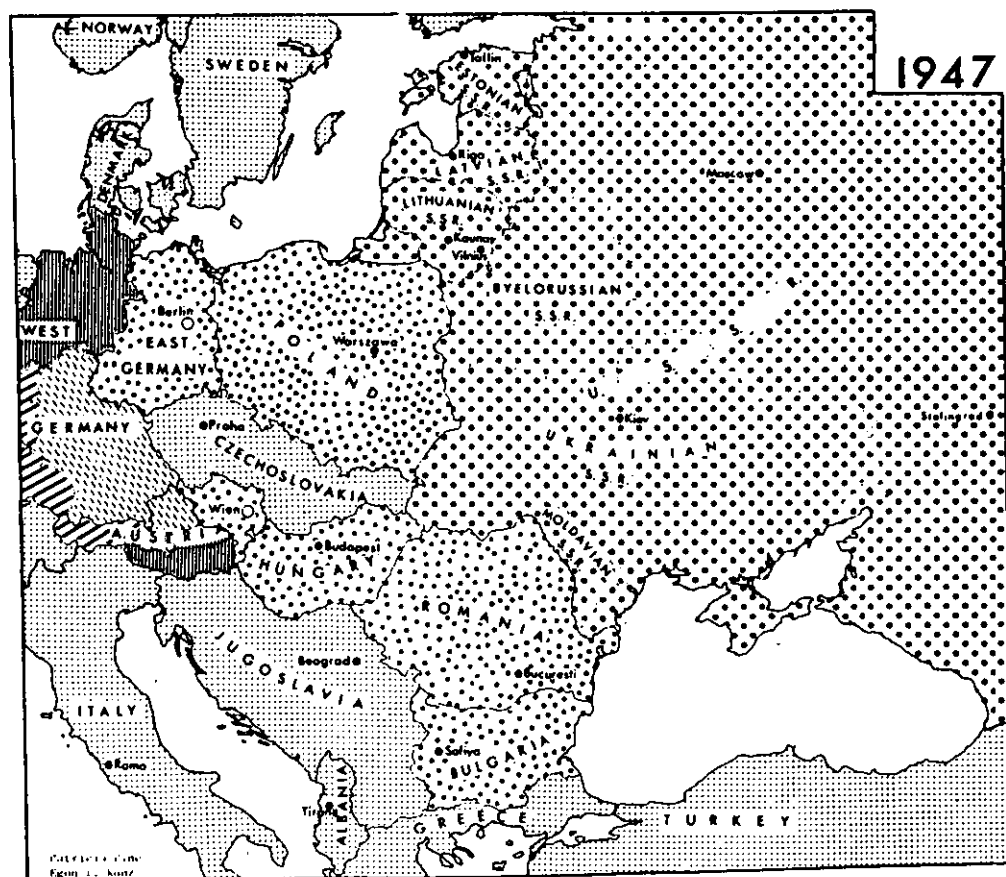 NORWAY
SWEDEN
1947
Tallin
ESTONIAN
S.S.R.
DENMARK
Riga
LATVIAN
S.S.R.
Moscow
LITHUANIAN
S.S.R.
Kaunas
Vilnius
BYELORUSSIAN
S.S.R.
U. S. S. R.
Berlin
WEST
EAST
GERMANY
POLAND
Warszawa
GERMANY
Praha
CZECHOSLOVAKIA
Kiev
UKRAINIAN
S.S.R.
Stalingrad
Wien
Budapest
HUNGARY
MOLDAVIAN
S.S.R.
ROMANIA
JUGOSLAVIA
Beograd
Bucuresti
ITALY
Roma
Sofiya
BULGARIA
Tirana
ALBANIA
GREECE
TURKEY